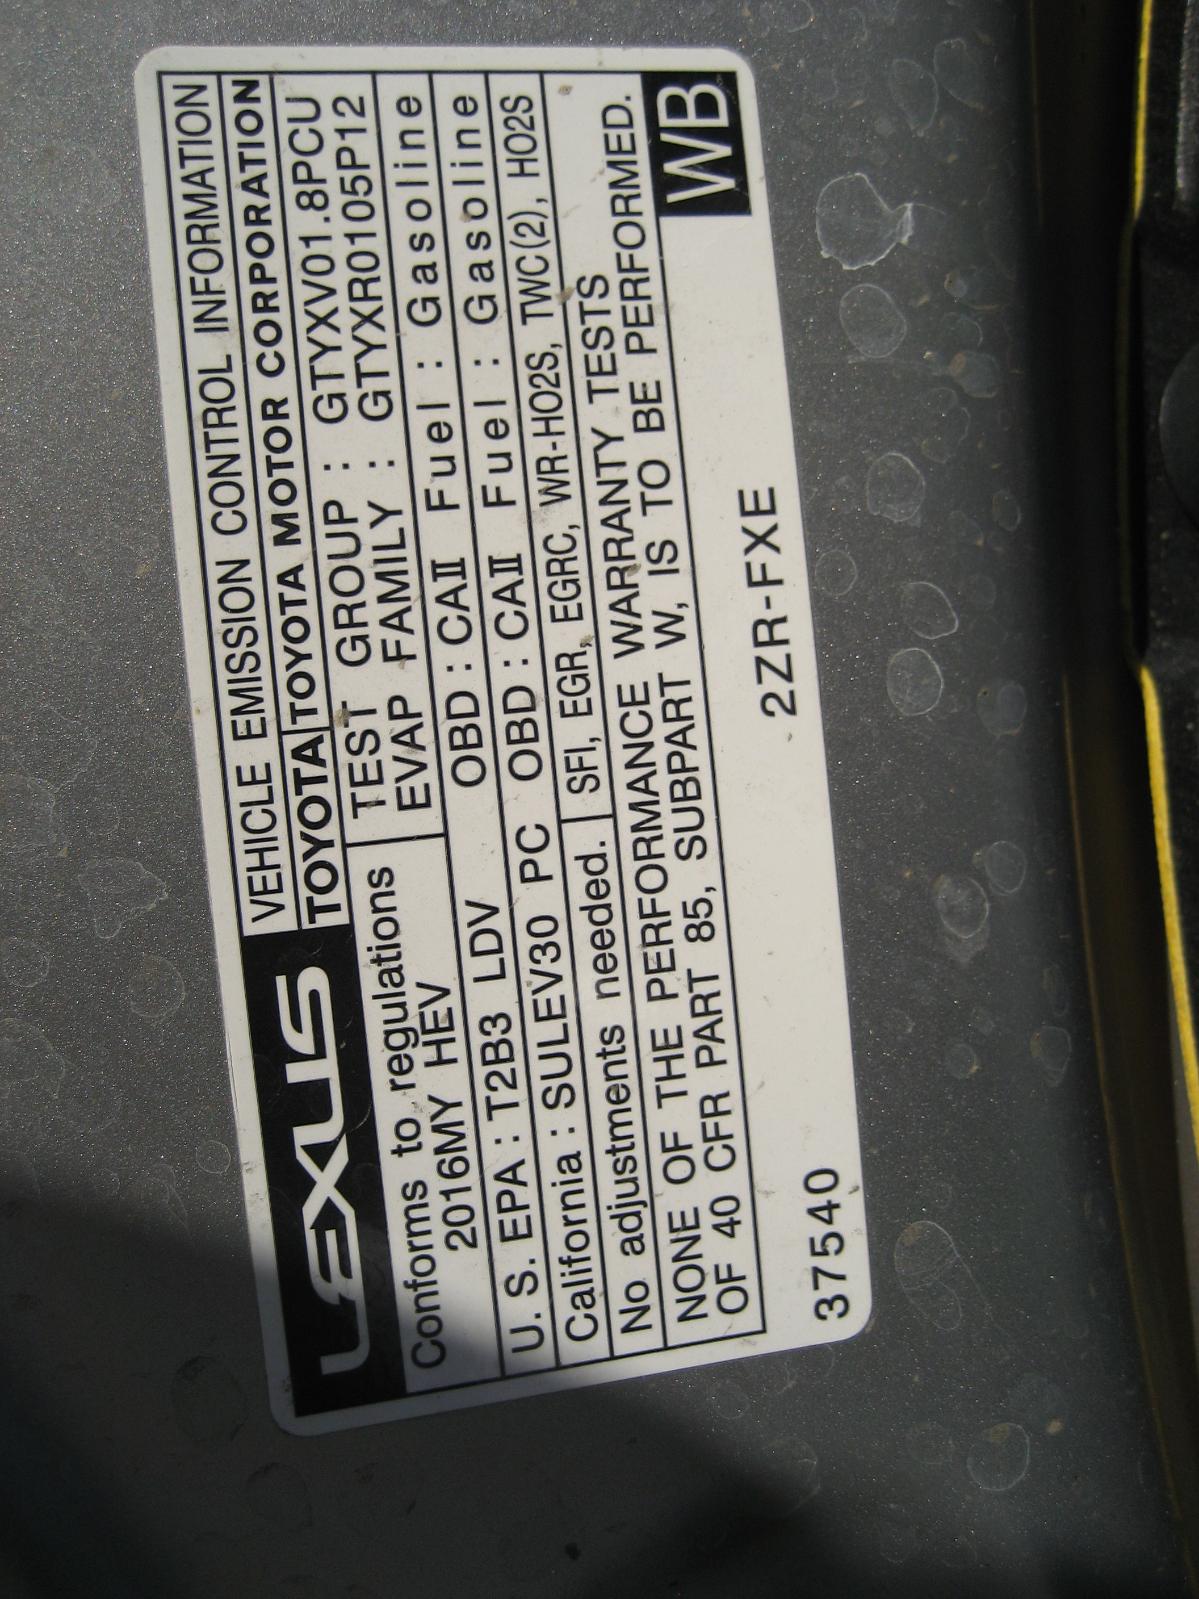 LEXUS
VEHICLE EMISSION CONTROL INFORMATION
TOYOTA TOYOTA MOTOR CORPORATION
Conforms to regulations
2016MY HEV
TEST GROUP : GTYXV01.8PCU
EVAP FAMILY : GTYXR0105P12
U.S.EPA : T2B3 LDV OBD : CAII Fuel : Gasoline
California : SULEV30 PC OBD : CAII Fuel : Gasoline
No adjustments needed. SFI, EGR, EGRC, WR-HO2S, TWC(2), HO2S
NONE OF THE PERFORMANCE WARRANTY TESTS
OF 40 CFR PART 85, SUBPART W, IS TO BE PERFORMED.
WB
37540 2ZR-FXE